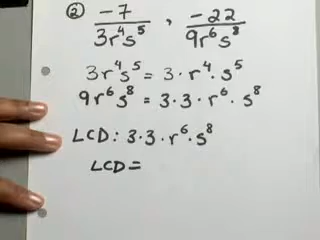 ② -7/3r⁴s⁵ , -22/9r⁶s⁸
3r⁴s⁵ = 3 · r⁴ · s⁵
9r⁶s⁸ = 3 · 3 · r⁶ · s⁸
LCD: 3 · 3 · r⁶ · s⁸
LCD =